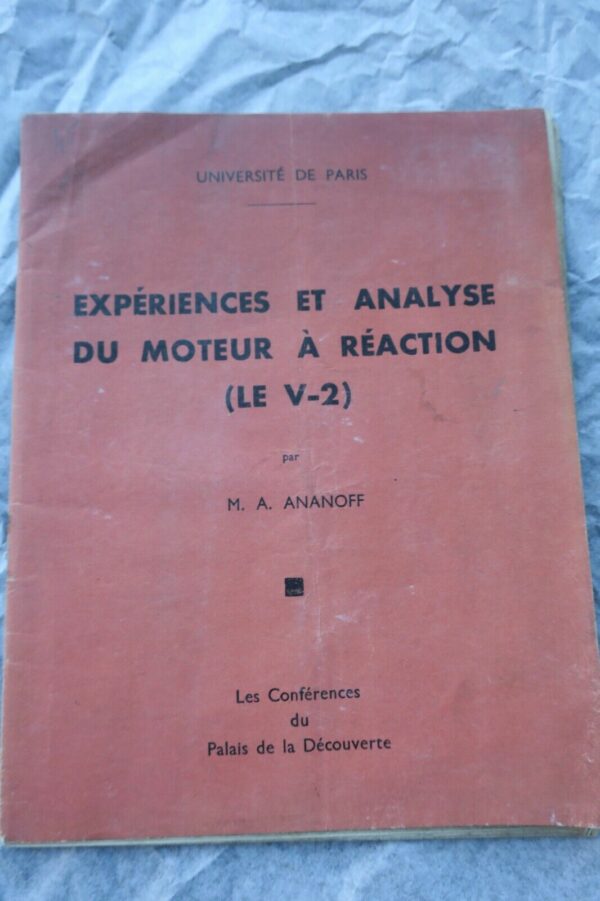 UNIVERSITÉ DE PARIS
EXPÉRIENCES ET ANALYSE
DU MOTEUR À RÉACTION
(LE V-2)
par
M. A. ANANOFF
Les Conférences
du
Palais de la Découverte